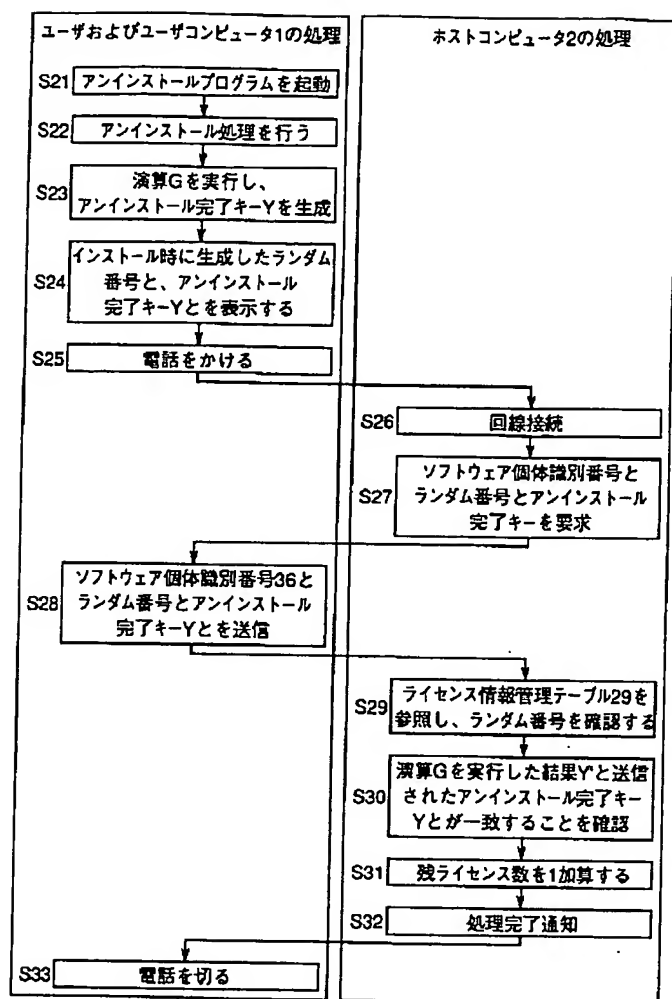 ユーザおよびユーザコンピュータ1の処理
ホストコンピュータ2の処理
S21
アンインストールプログラムを起動
S22
アンインストール処理を行う
S23
演算Gを実行し、
アンインストール完了キーYを生成
S24
インストール時に生成したランダム
番号と、アンインストール
完了キーYとを表示する
S25
電話をかける
S26
回線接続
S27
ソフトウェア個体識別番号と
ランダム番号とアンインストール
完了キーを要求
S28
ソフトウェア個体識別番号36と
ランダム番号とアンインストール
完了キーYとを送信
S29
ライセンス情報管理テーブル29を
参照し、ランダム番号を確認する
S30
演算Gを実行した結果Y'と送信
されたアンインストール完了キー
Yとが一致することを確認
S31
残ライセンス数を1加算する
S32
処理完了通知
S33
電話を切る